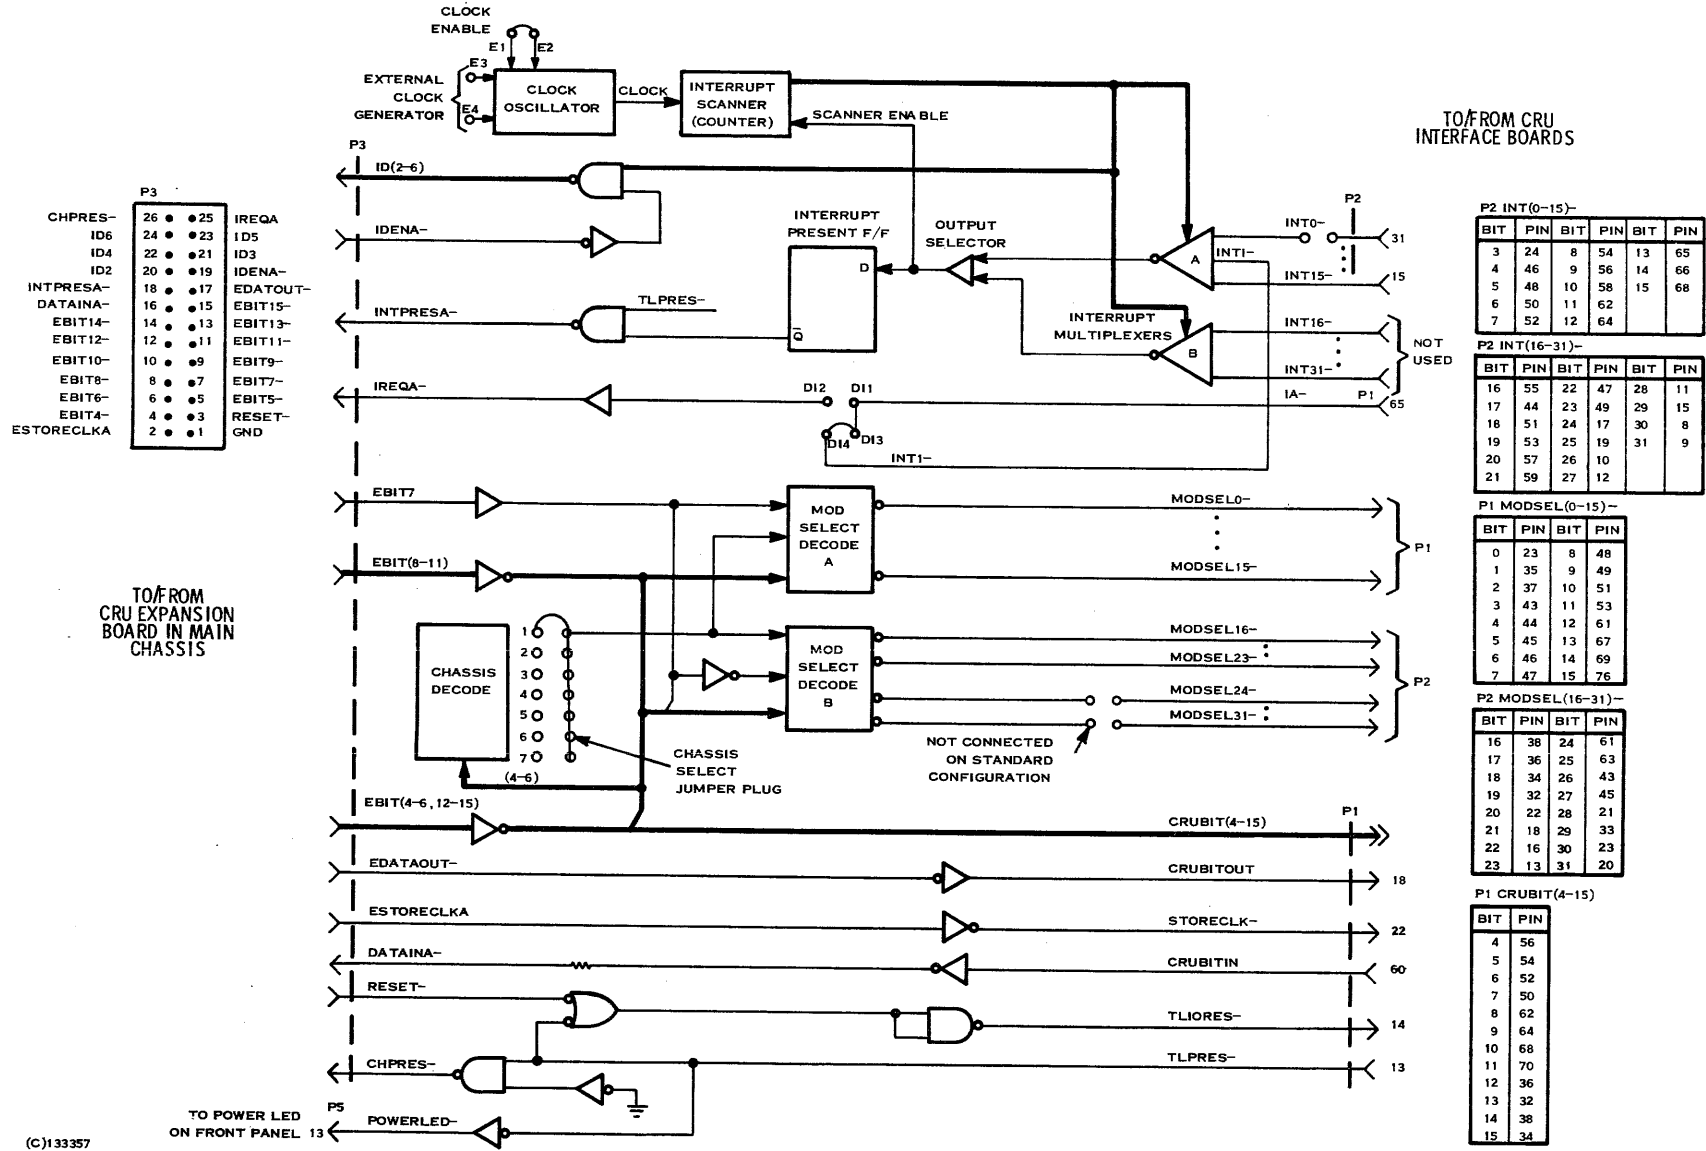 CLOCK
ENABLE
E1
E2
E3
EXTERNAL
CLOCK
GENERATOR
E4
CLOCK
OSCILLATOR
CLOCK
INTERRUPT
SCANNER
(COUNTER)
SCANNER ENABLE
TO/FROM CRU
INTERFACE BOARDS
P3
ID(2-6)
IDENA-
INTERRUPT
PRESENT F/F
D
Q
OUTPUT
SELECTOR
P2
INT0-
31
INT1-
A
INT15-
15
INTPRESA-
TLPRES-
INTERRUPT
MULTIPLEXERS
INT16-
B
INT31-
NOT
USED
IREQA-
DI2
DI1
IA-
P1
65
DI4
DI3
INT1-
P3
CHPRES- 26 25 IREQA
ID6 24 23 ID5
ID4 22 21 ID3
ID2 20 19 IDENA-
INTPRESA- 18 17 EDATOUT-
DATAINA- 16 15 EBIT15-
EBIT14- 14 13 EBIT13-
EBIT12- 12 11 EBIT11-
EBIT10- 10 9 EBIT9-
EBIT8- 8 7 EBIT7-
EBIT6- 6 5 EBIT5-
EBIT4- 4 3 RESET-
ESTORECLKA 2 1 GND
EBIT7
MOD
SELECT
DECODE
A
MODSEL0-
MODSEL15-
P1
EBIT(8-11)
TO/FROM
CRU EXPANSION
BOARD IN MAIN
CHASSIS
CHASSIS
DECODE
1
2
3
4
5
6
7
(4-6)
CHASSIS
SELECT
JUMPER PLUG
MOD
SELECT
DECODE
B
MODSEL16-
MODSEL23-
MODSEL24-
MODSEL31-
P2
NOT CONNECTED
ON STANDARD
CONFIGURATION
EBIT(4-6,12-15)
CRUBIT(4-15)
P1
EDATAOUT-
CRUBITOUT
18
ESTORECLKA
STORECLK-
22
DATAINA-
CRUBITIN
60
RESET-
TLIORES-
14
CHPRES-
TLPRES-
13
P5
TO POWER LED
ON FRONT PANEL 13
POWERLED-
(C)133357
P2 INT(0-15)-
BIT PIN BIT PIN BIT PIN
3 24 8 54 13 65
4 46 9 56 14 66
5 48 10 58 15 68
6 50 11 62
7 52 12 64
P2 INT(16-31)-
BIT PIN BIT PIN BIT PIN
16 55 22 47 28 11
17 44 23 49 29 15
18 51 24 17 30 8
19 53 25 19 31 9
20 57 26 10
21 59 27 12
P1 MODSEL(0-15)-
BIT PIN BIT PIN
0 23 8 48
1 35 9 49
2 37 10 51
3 43 11 53
4 44 12 61
5 45 13 67
6 46 14 69
7 47 15 76
P2 MODSEL(16-31)-
BIT PIN BIT PIN
16 38 24 61
17 36 25 63
18 34 26 43
19 32 27 45
20 22 28 21
21 18 29 33
22 16 30 23
23 13 31 20
P1 CRUBIT(4-15)
BIT PIN
4 56
5 54
6 52
7 50
8 62
9 64
10 68
11 70
12 36
13 32
14 38
15 34